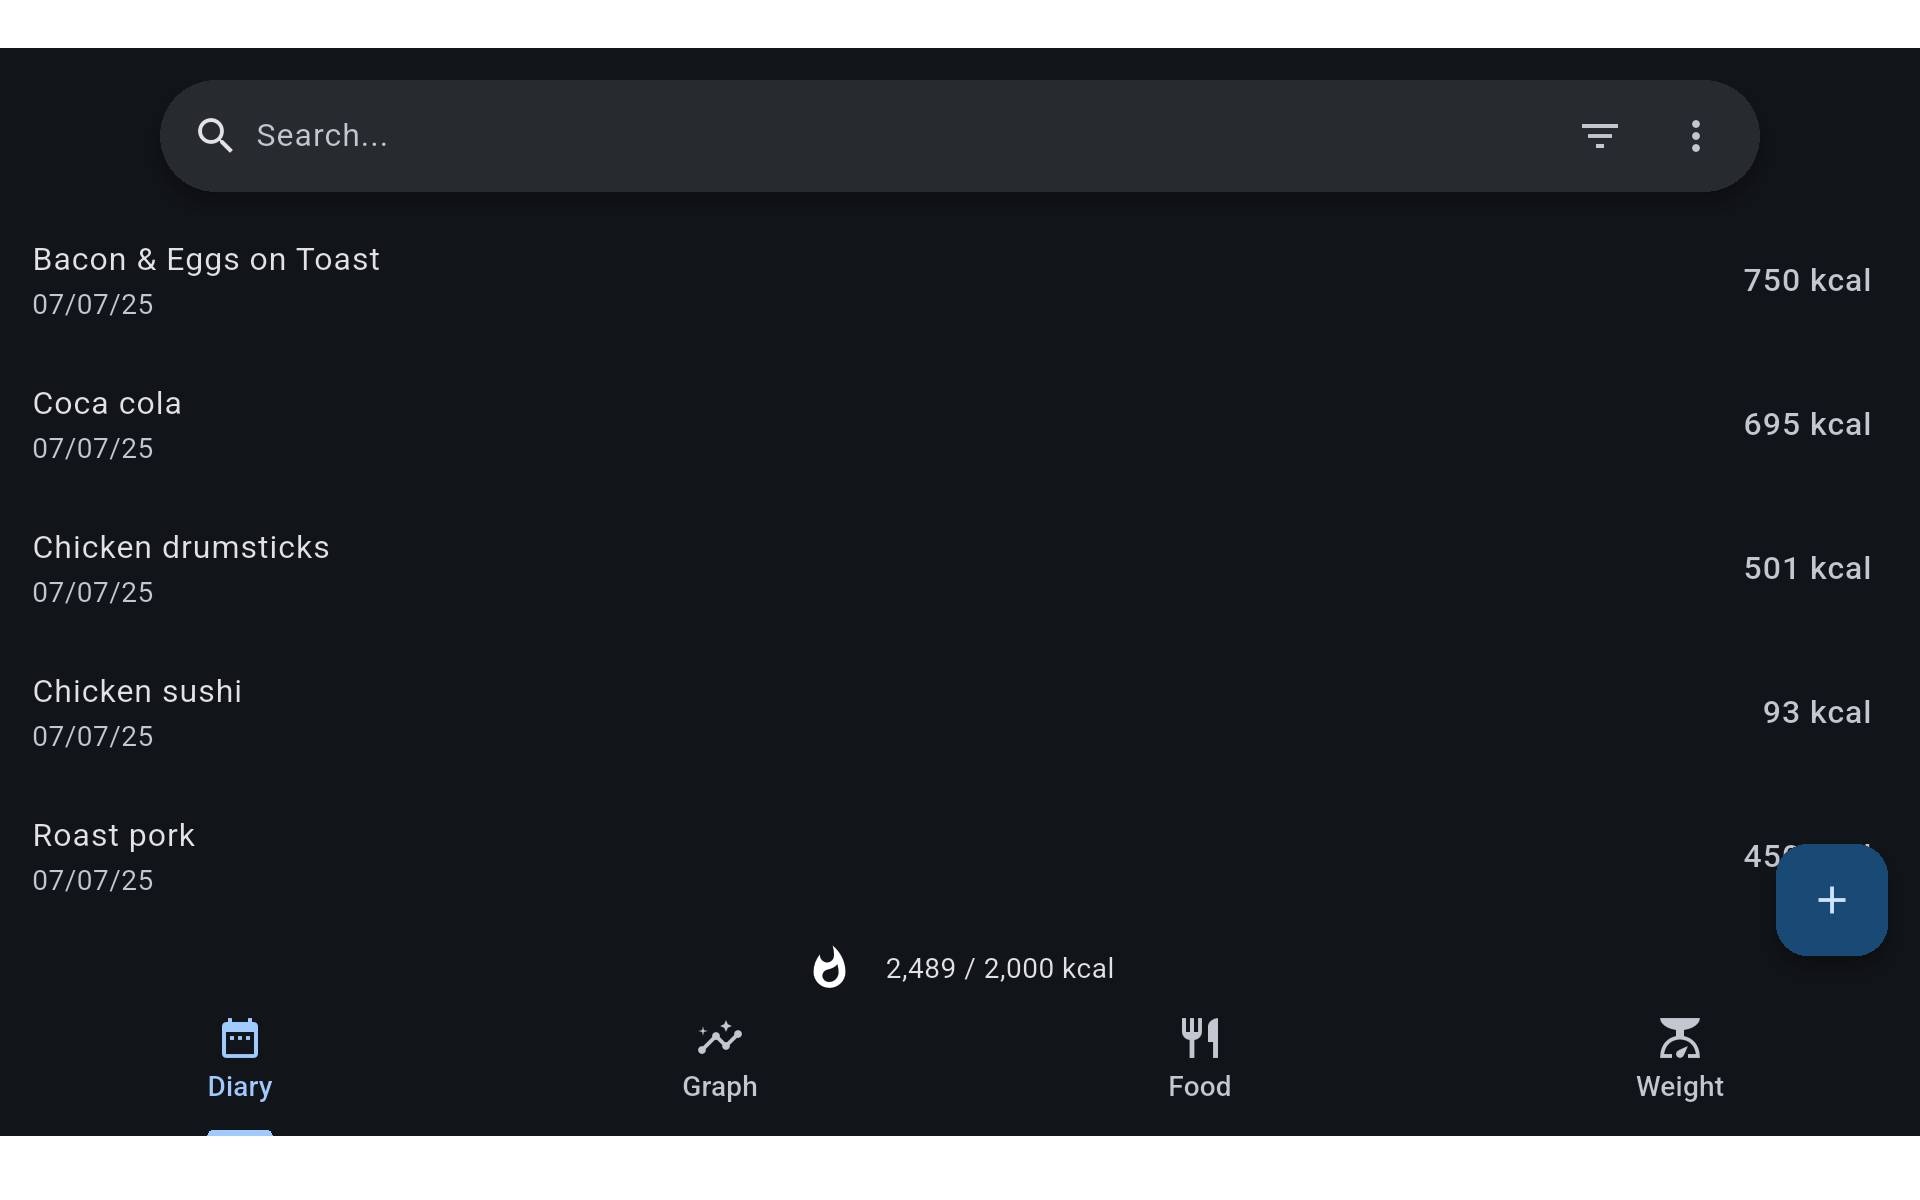 Search...
Bacon & Eggs on Toast
07/07/25
750 kcal
Coca cola
07/07/25
695 kcal
Chicken drumsticks
07/07/25
501 kcal
Chicken sushi
07/07/25
93 kcal
Roast pork
07/07/25
2,489 / 2,000 kcal
Diary
Graph
Food
Weight